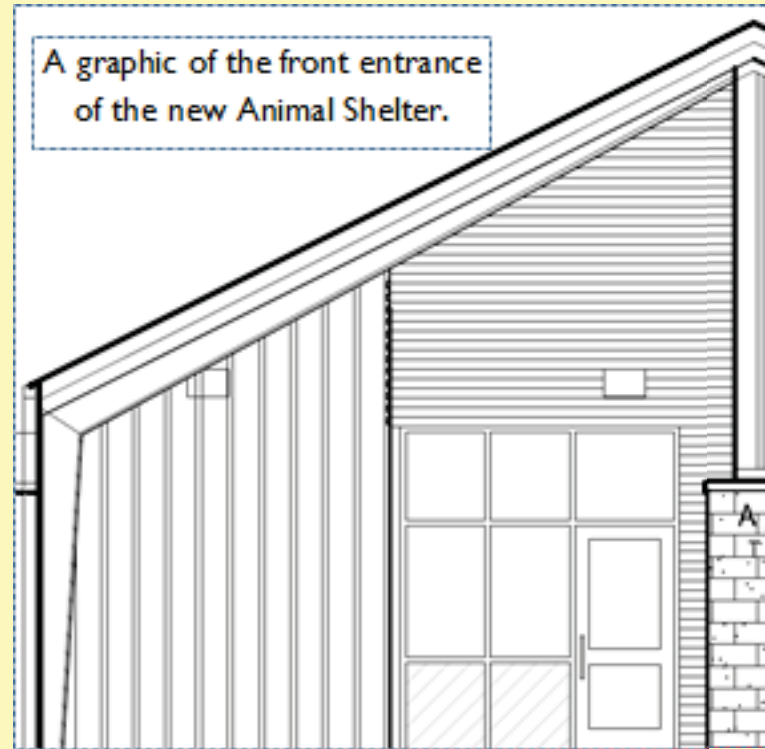 A graphic of the front entrance
of the new Animal Shelter.
A
T